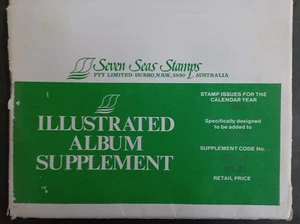 Seven Seas Stamps
PTY LIMITED · DUBBO, N.S.W., 2830 AUSTRALIA
STAMP ISSUES FOR THE
CALENDAR YEAR
ILLUSTRATED
ALBUM
SUPPLEMENT
Specifically designed
to be added to
SUPPLEMENT CODE No.
RETAIL PRICE